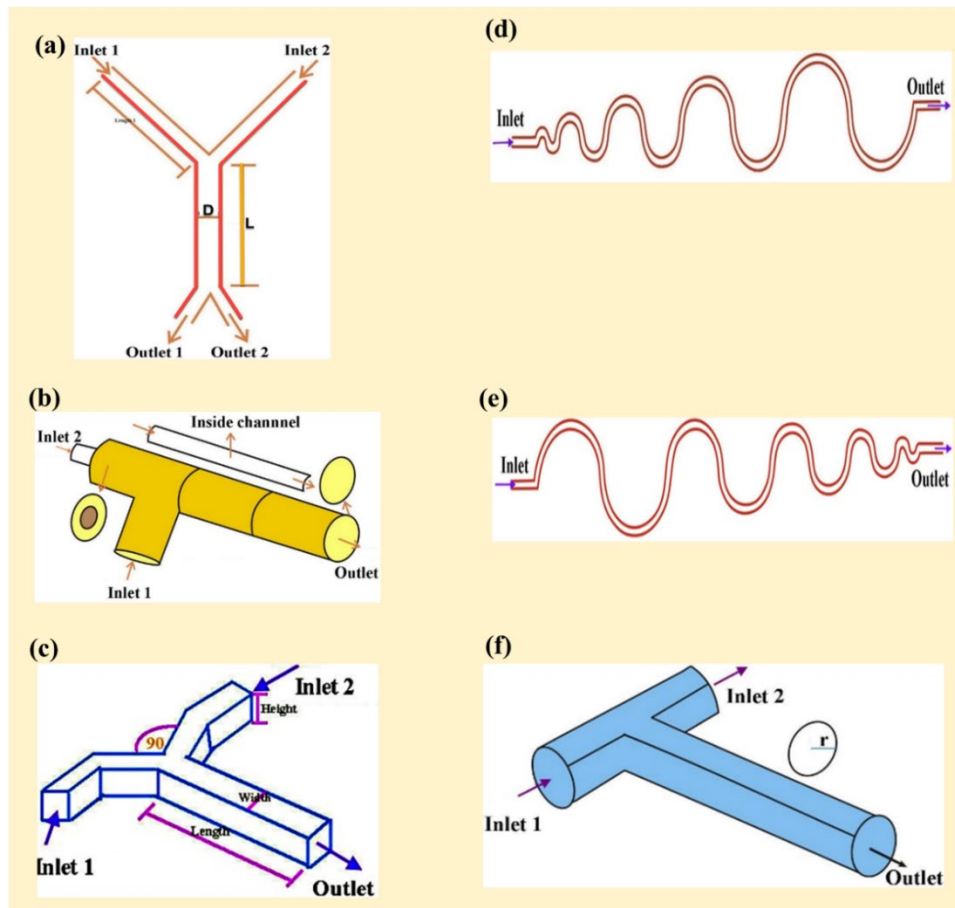 (a)
Inlet 1
Inlet 2
D
L
Outlet 1
Outlet 2
(b)
Inside channnel
Inlet 2
Inlet 1
Outlet
(c)
Inlet 2
Height
90
Width
Length
Inlet 1
Outlet
(d)
Inlet
Outlet
(e)
Inlet
Outlet
(f)
Inlet 2
r
Inlet 1
Outlet